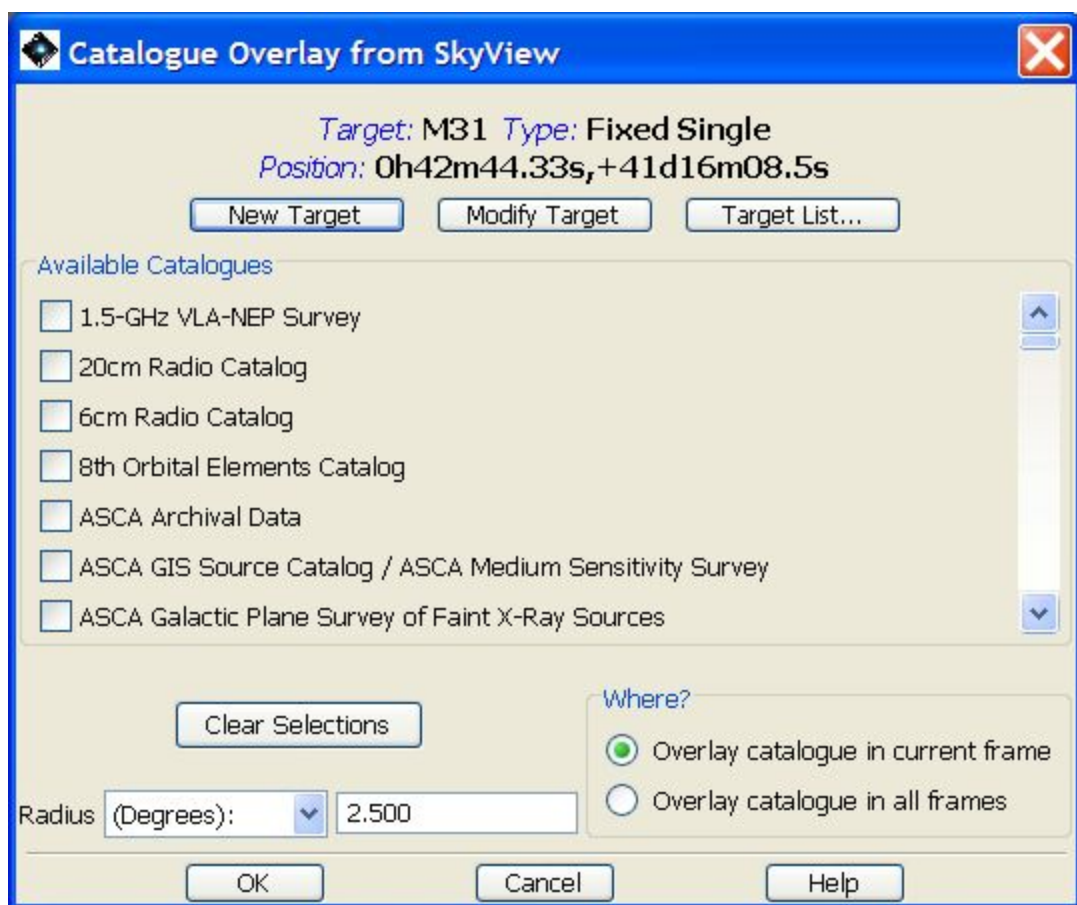 Catalogue Overlay from SkyView
Target: M31 Type: Fixed Single
Position: 0h42m44.33s,+41d16m08.5s
New Target Modify Target Target List...
Available Catalogues
1.5-GHz VLA-NEP Survey
20cm Radio Catalog
6cm Radio Catalog
8th Orbital Elements Catalog
ASCA Archival Data
ASCA GIS Source Catalog / ASCA Medium Sensitivity Survey
ASCA Galactic Plane Survey of Faint X-Ray Sources
Clear Selections
Where?
Overlay catalogue in current frame
Overlay catalogue in all frames
Radius (Degrees): 2.500
OK Cancel Help